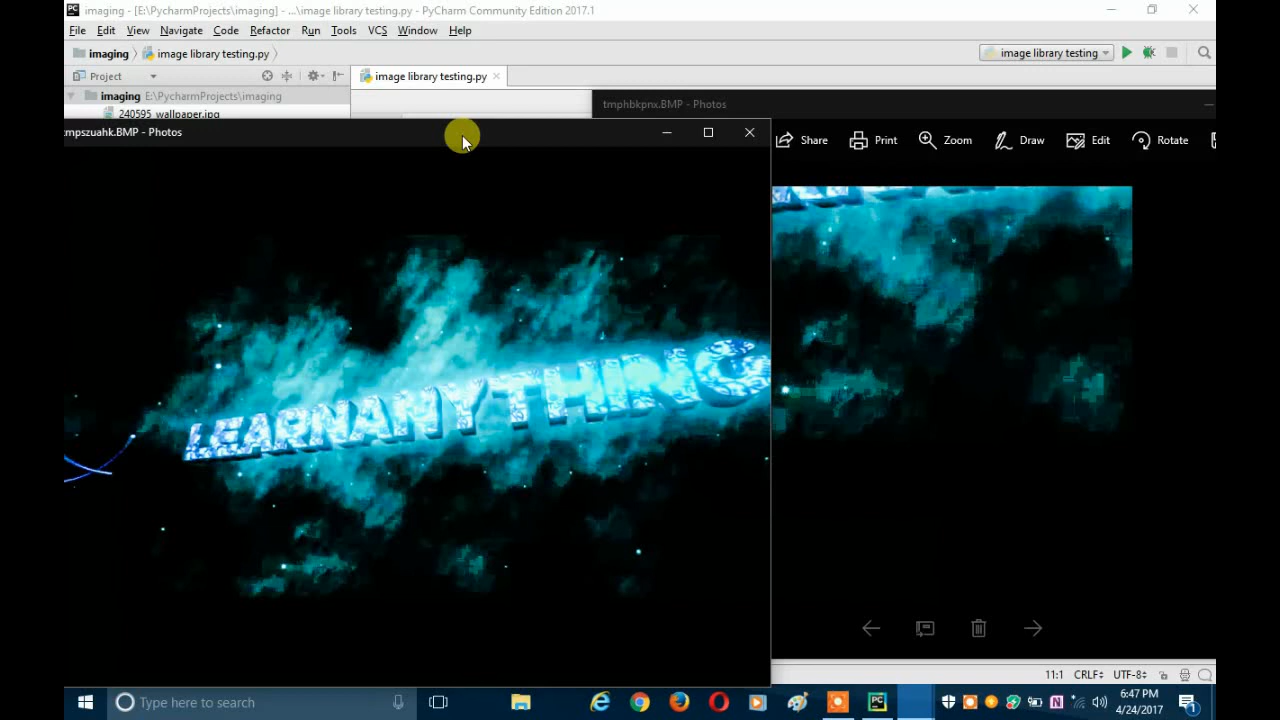 imaging - [E:\PycharmProjects\imaging] - ...\image library testing.py - PyCharm Community Edition 2017.1
File Edit View Navigate Code Refactor Run Tools VCS Window Help
imaging image library testing.py image library testing
Project image library testing.py
imaging E:\PycharmProjects\imaging
240595_wallpaper.jpg
tmphbkpnx.BMP - Photos
tmpszuahk.BMP - Photos
Share Print Zoom Draw Edit Rotate
LEARNANYTHING
11:1 CRLF UTF-8
Type here to search
6:47 PM
4/24/2017